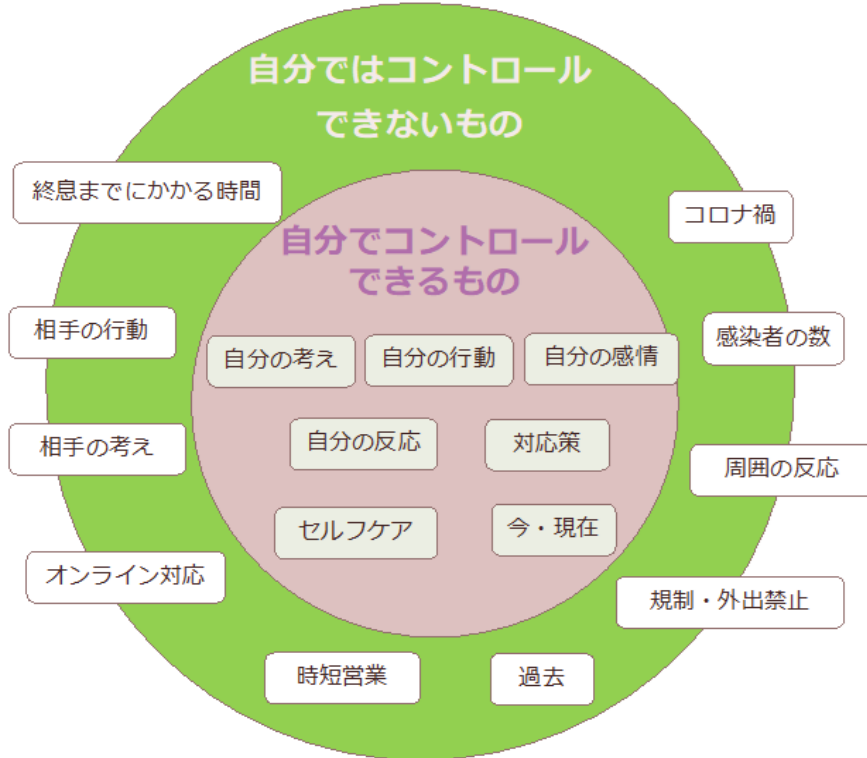 自分ではコントロール
できないもの
終息までにかかる時間
コロナ禍
自分でコントロール
できるもの
相手の行動
感染者の数
自分の考え
自分の行動
自分の感情
相手の考え
自分の反応
対応策
周囲の反応
セルフケア
今・現在
オンライン対応
規制・外出禁止
時短営業
過去